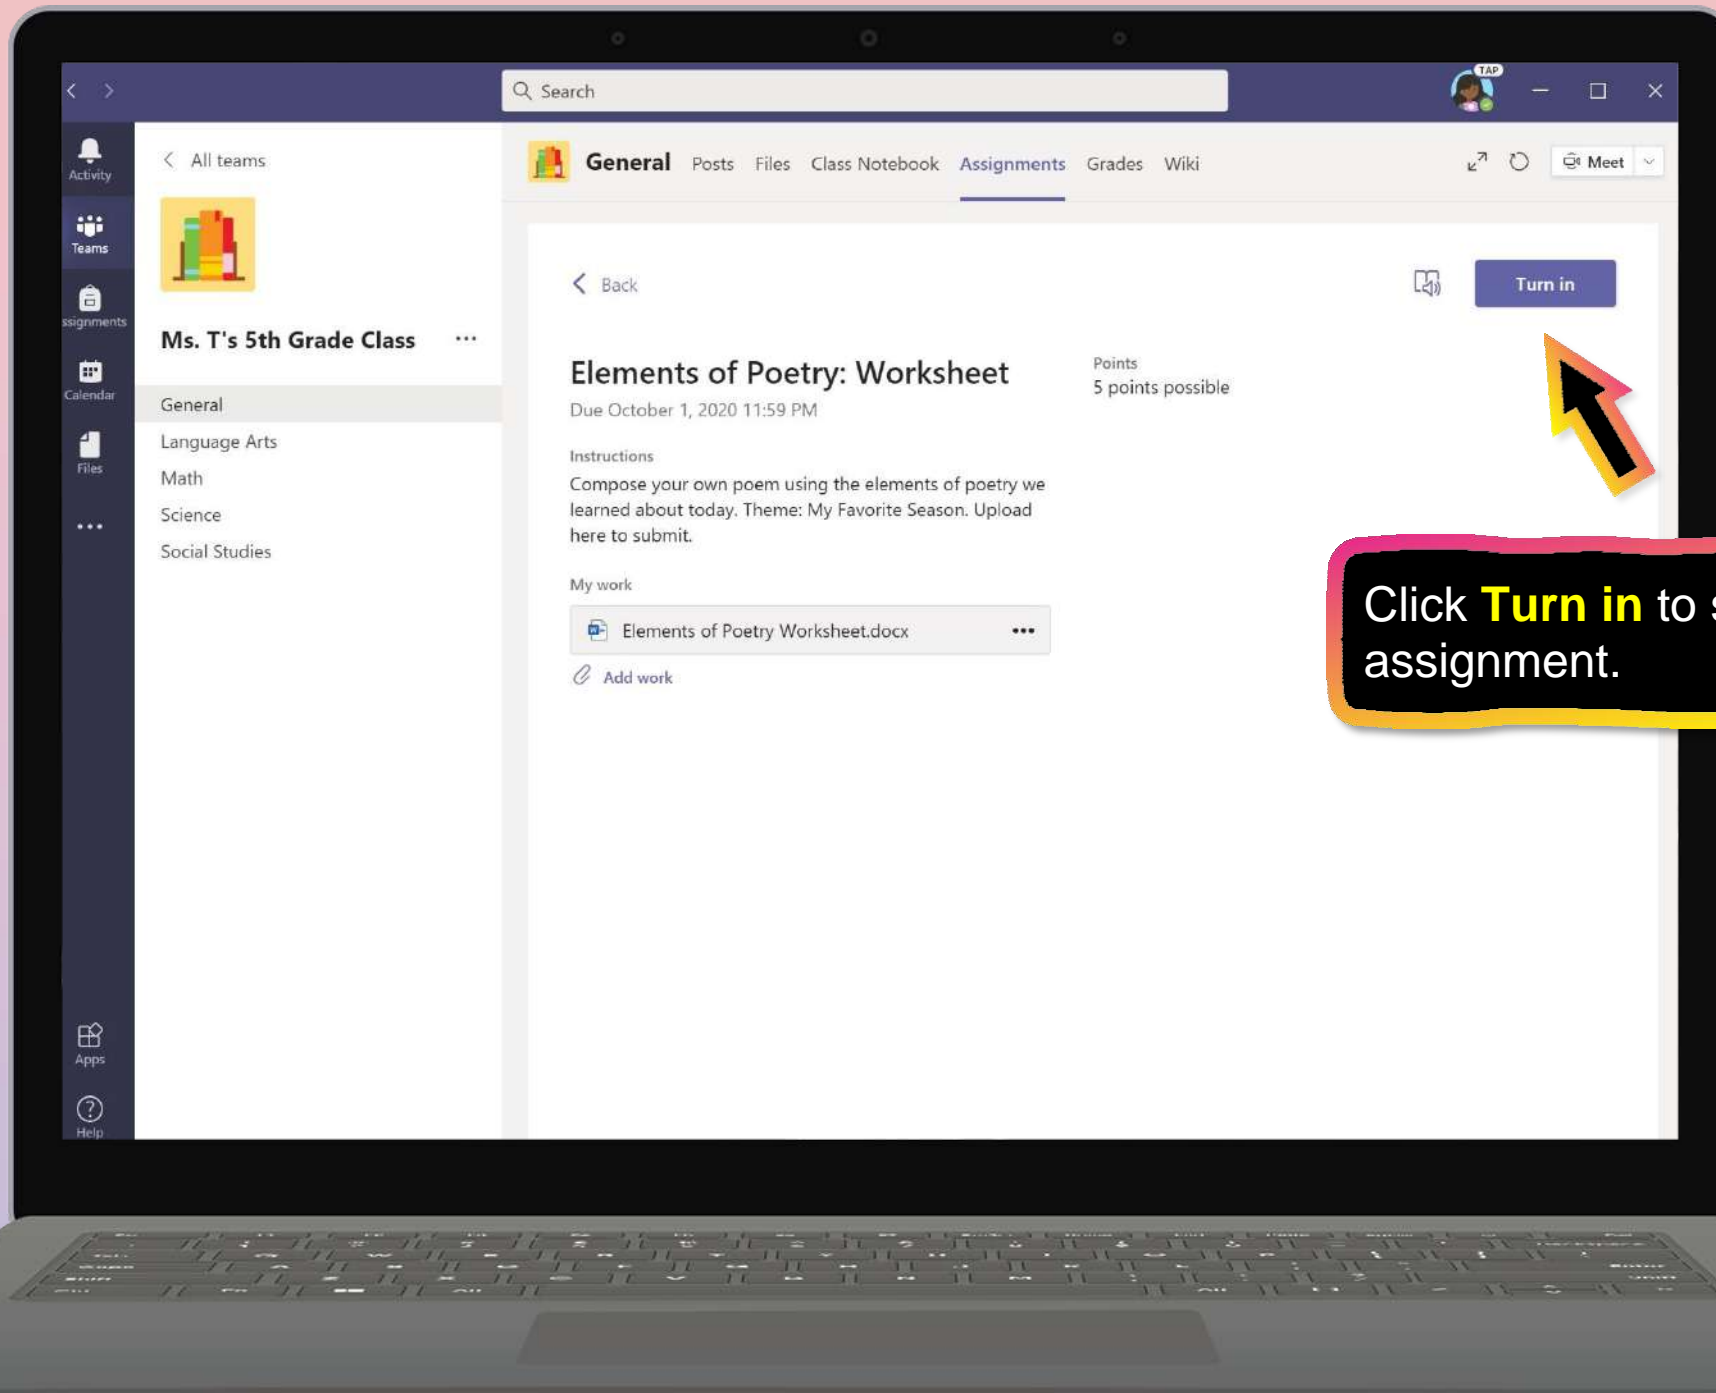 Search
TAP
Activity
Teams
ssignments
Calendar
Files
Apps
Help
All teams
Ms. T's 5th Grade Class
General
Language Arts
Math
Science
Social Studies
General Posts Files Class Notebook Assignments Grades Wiki
Meet
Back
Turn in
Elements of Poetry: Worksheet
Due October 1, 2020 11:59 PM
Points
5 points possible
Instructions
Compose your own poem using the elements of poetry we
learned about today. Theme: My Favorite Season. Upload
here to submit.
My work
Elements of Poetry Worksheet.docx
Add work
Click Turn in to s
assignment.